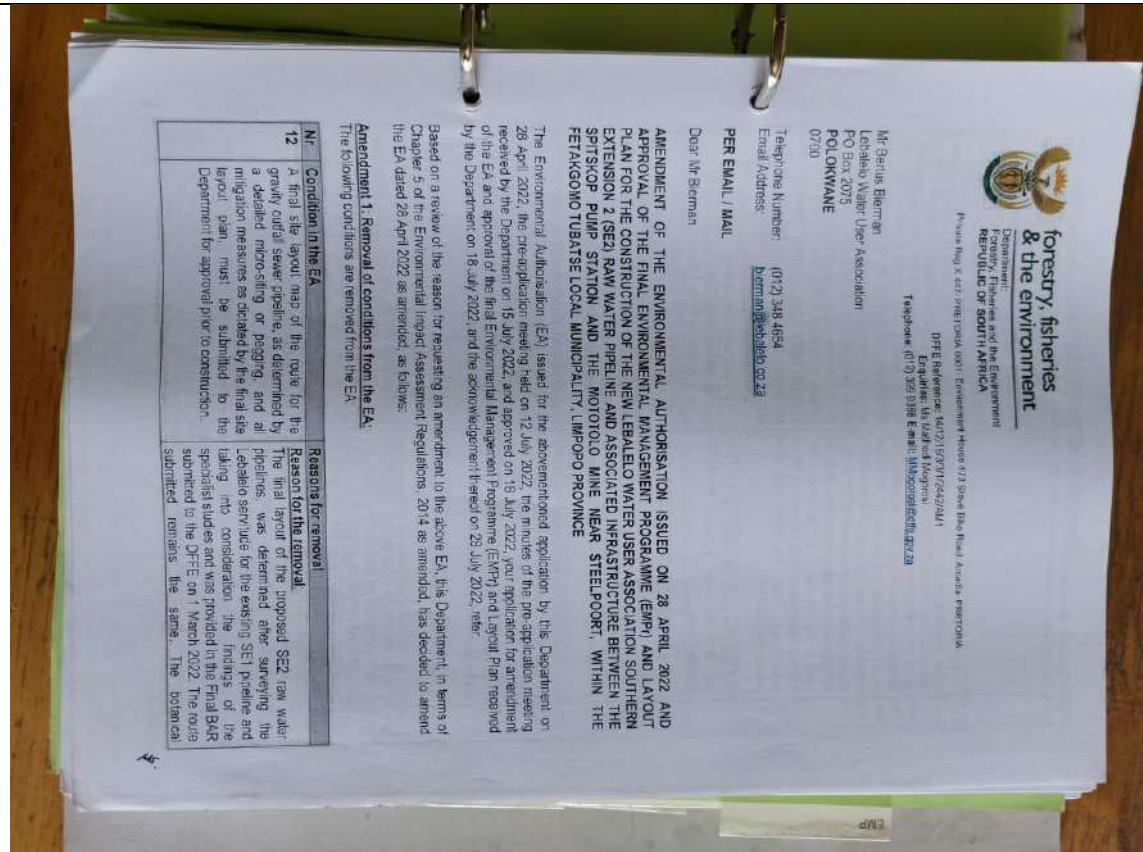 forestry, fisheries
& the environment
Department:
Forestry, Fisheries and the Environment
REPUBLIC OF SOUTH AFRICA
Private Bag X 447 PRETORIA 0001 Environment House 473 Steve Biko Road, Arcadia PRETORIA
DFFE Reference: 14/12/16/3/3/1/2442/AM1
Enquiries: Ms Matlhodi Mogorosi
Telephone: (012) 399 9388 E-mail: MMogorosi@dffe.gov.za
Mr Bertus Bierman
Lebalelo Water User Association
PO Box 2075
POLOKWANE
0700
Telephone Number: (012) 348 4654
Email Address: bierman@lebalelo.co.za
PER EMAIL / MAIL
Dear Mr Bierman
AMENDMENT OF THE ENVIRONMENTAL AUTHORISATION ISSUED ON 28 APRIL 2022 AND
APPROVAL OF THE FINAL ENVIRONMENTAL MANAGEMENT PROGRAMME (EMPr) AND LAYOUT
PLAN FOR THE CONSTRUCTION OF THE NEW LEBALELO WATER USER ASSOCIATION SOUTHERN
EXTENSION 2 (SE2) RAW WATER PIPELINE AND ASSOCIATED INFRASTRUCTURE BETWEEN THE
SPITSKOP PUMP STATION AND THE MOTOTOLO MINE NEAR STEELPOORT, WITHIN THE
FETAKGOMO TUBATSE LOCAL MUNICIPALITY, LIMPOPO PROVINCE
The Environmental Authorisation (EA) issued for the abovementioned application by this Department on
28 April 2022, the pre-application meeting held on 12 July 2022, the minutes of the pre-application meeting
received by the Department on 15 July 2022, and approved on 18 July 2022, your application for amendment
of the EA and approval of the final Environmental Management Programme (EMPr) and Layout Plan received
by the Department on 18 July 2022, and the acknowledgement thereof on 28 July 2022, refer.
Based on a review of the reason for requesting an amendment to the above EA, this Department, in terms of
Chapter 5 of the Environmental Impact Assessment Regulations, 2014 as amended, has decided to amend
the EA dated 28 April 2022 as amended, as follows:
Amendment 1: Removal of conditions from the EA:
The following conditions are removed from the EA:
Nr Condition in the EA Reasons for removal
12 A final site layout map of the route for the
gravity outfall sewer pipeline, as determined by
a detailed micro-siting or pegging, and all
mitigation measures as dictated by the final site
layout plan, must be submitted to the
Department for approval prior to construction.
Reason for the removal.
The final layout of the proposed SE2 raw water
pipelines was determined after surveying the
Lebalelo servitude for the existing SE1 pipeline and
taking into consideration the findings of the
specialist studies and was provided in the Final BAR
submitted to the DFFE on 1 March 2022. The route
submitted remains the same. The botanical
EMP